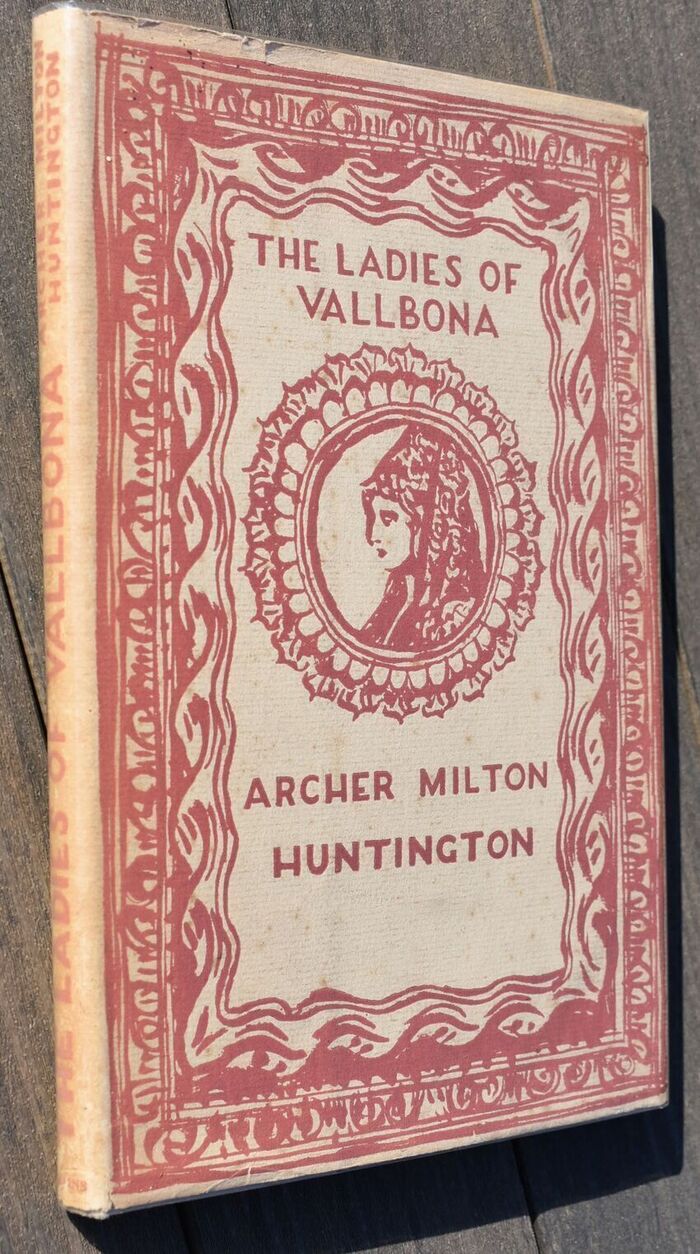 THE LADIES OF
VALLBONA
ARCHER MILTON
HUNTINGTON
THE LADIES OF VALLBONA
HUNTINGTON